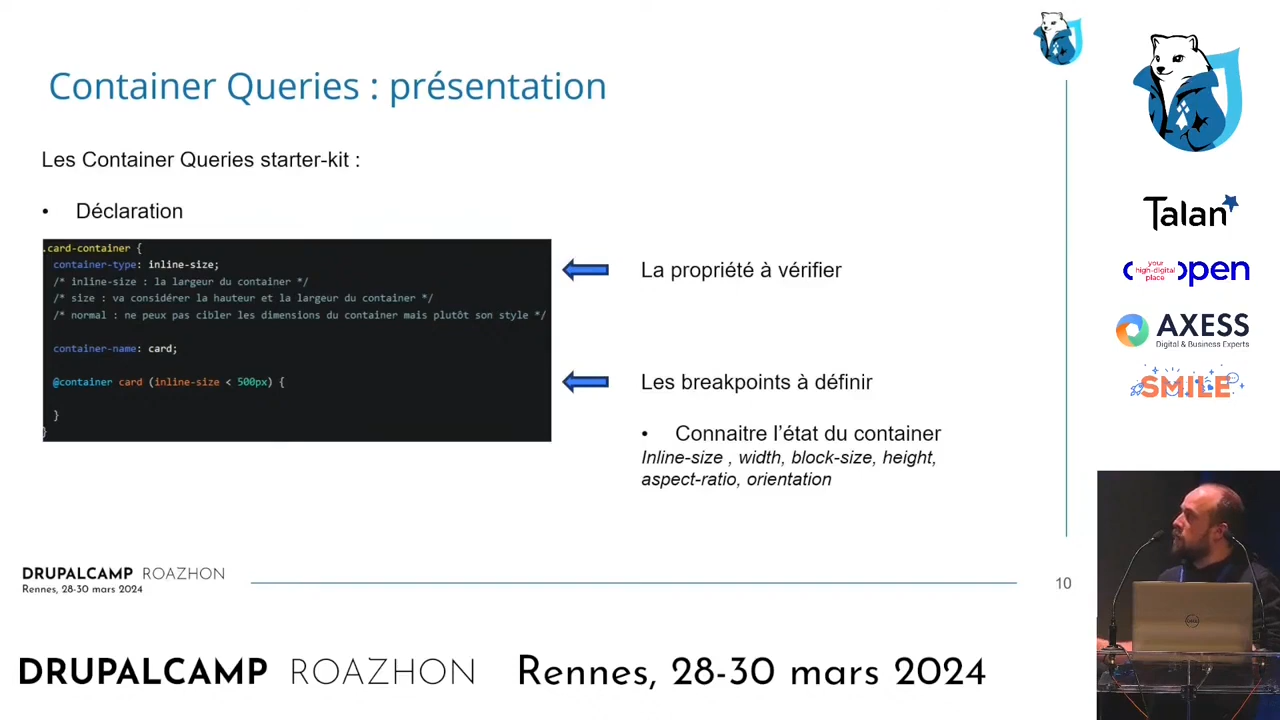 Container Queries : présentation
Les Container Queries starter-kit :
• Déclaration
.card-container {
container-type: inline-size;
/* inline-size : la largeur du container */
/* size : va considérer la hauteur et la largeur du container */
/* normal : ne peux pas cibler les dimensions du container mais plutôt son style */
container-name: card;
@container card (inline-size < 500px) {
}
}
La propriété à vérifier
Les breakpoints à définir
• Connaitre l’état du container
Inline-size , width, block-size, height,
aspect-ratio, orientation
DRUPALCAMP ROAZHON
Rennes, 28-30 mars 2024
10
Talan
your
high-digital
place
open
AXESS
Digital & Business Experts
SMILE
DELL
DRUPALCAMP ROAZHON Rennes, 28-30 mars 2024